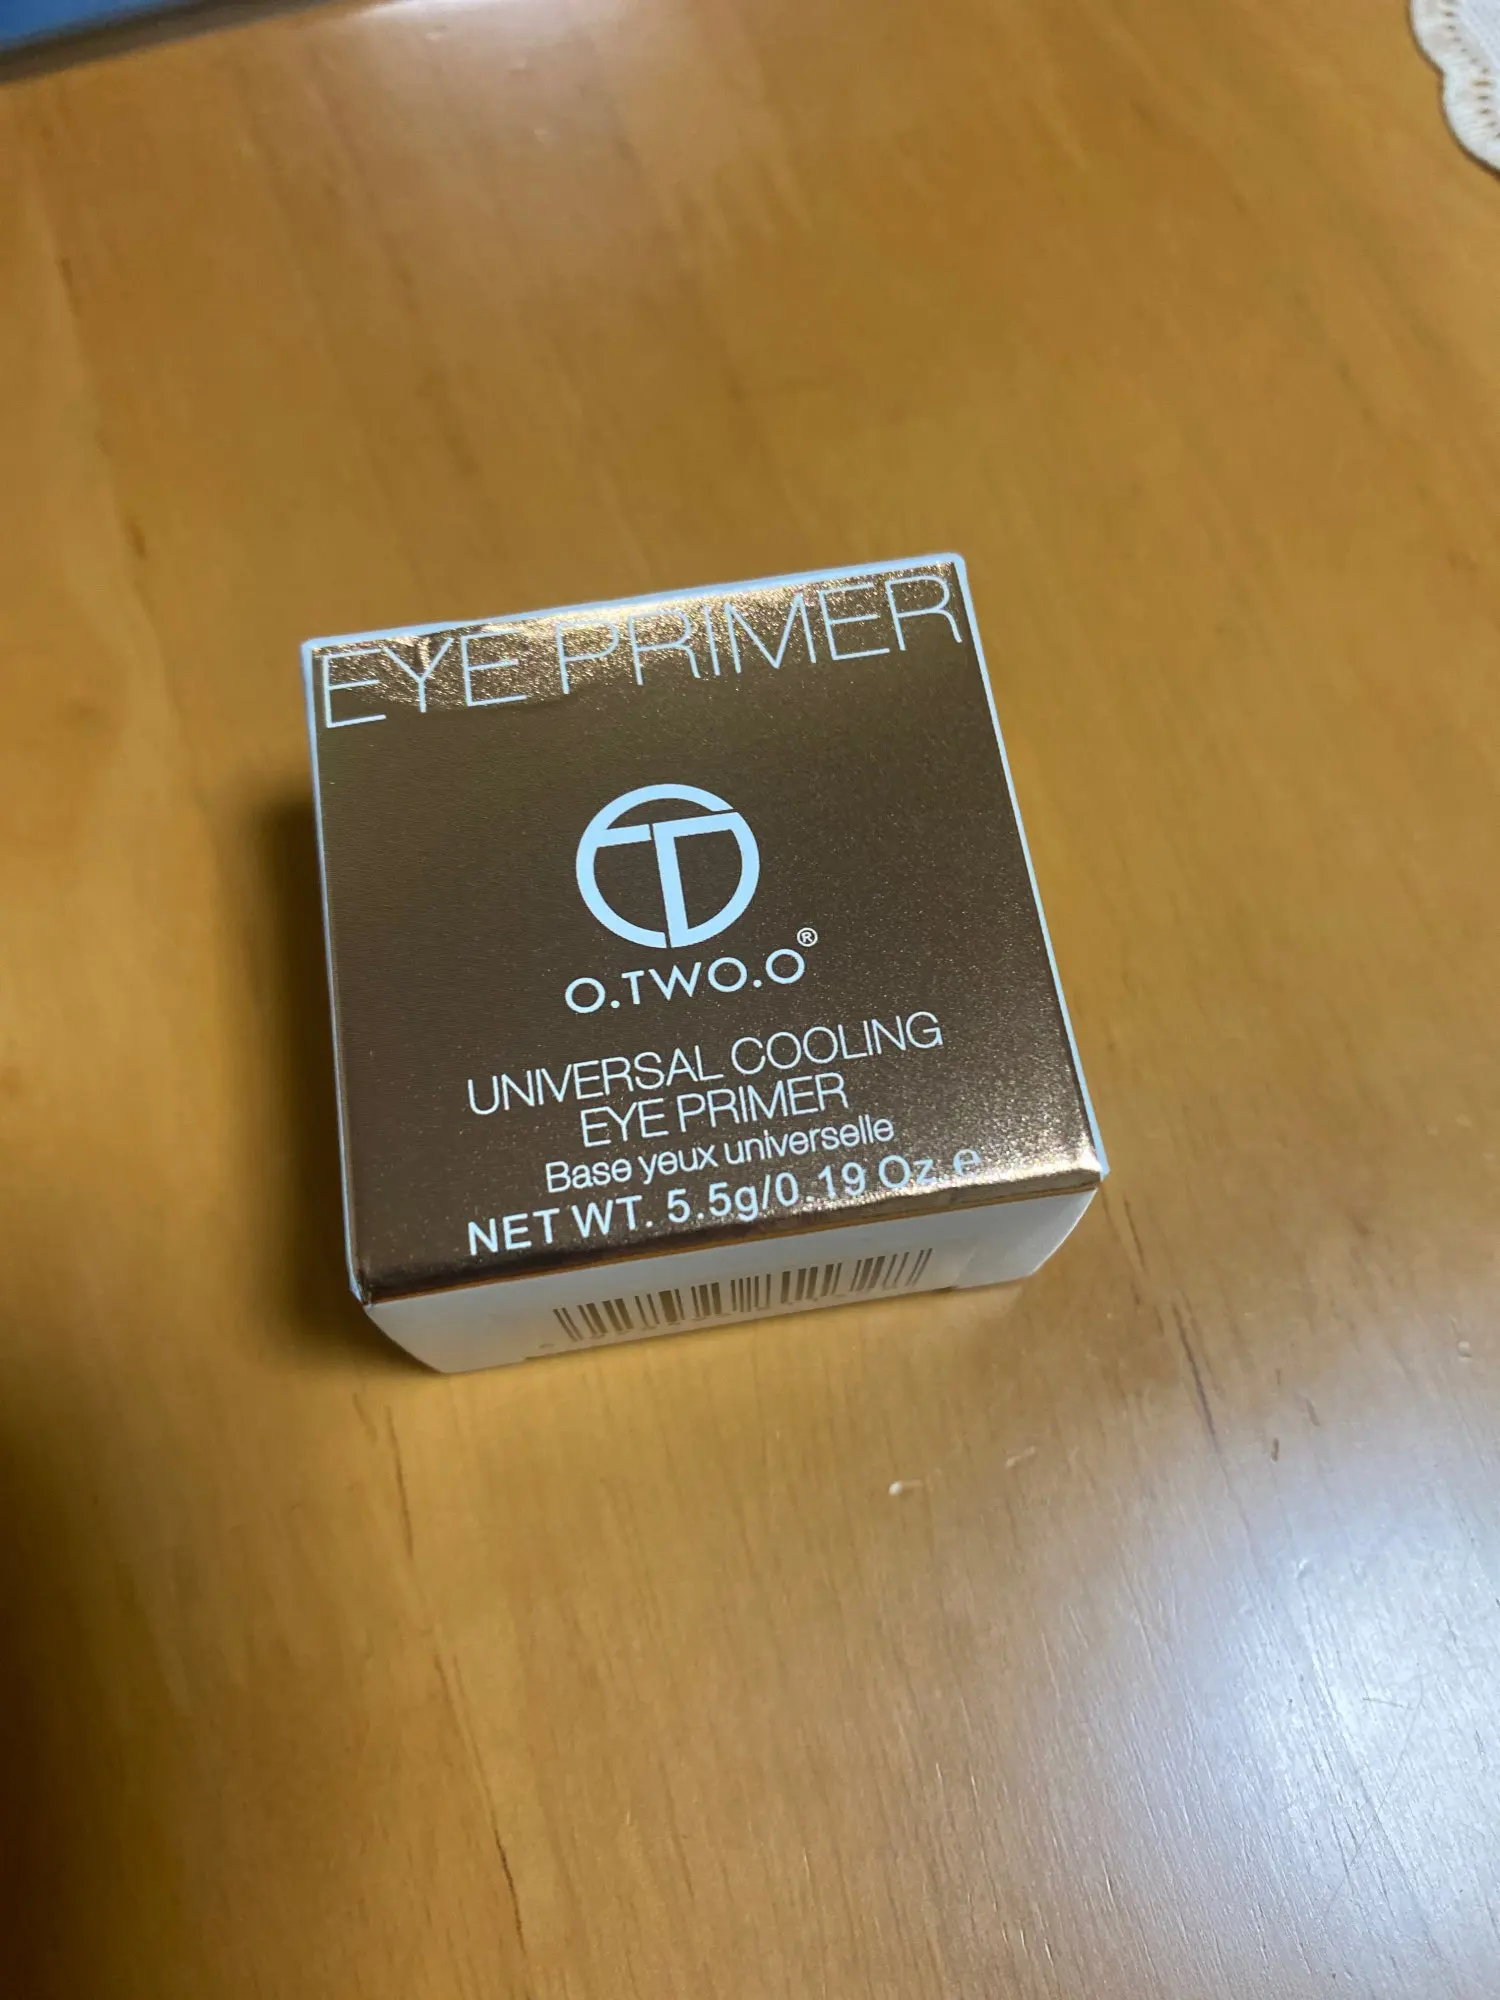 EYE PRIMER
O.TWO.O®
UNIVERSAL COOLING
EYE PRIMER
Base yeux universelle
NET WT. 5.5g/0.19 Oz e